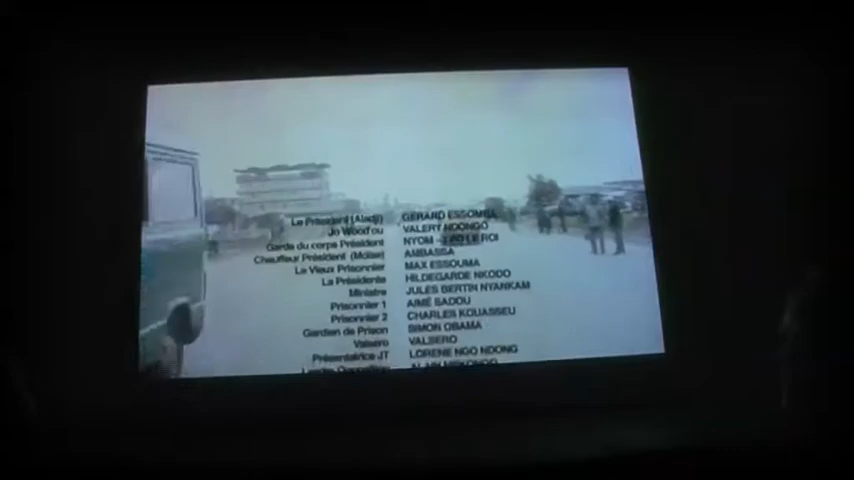 Le Président (Aladji) GERARD ESSOMBA
Jo Wood'ou VALERY NDONGO
Garde du corps Président NYOM - LEO LE ROI
Chauffeur Président (Moïse) AMBASSA
Le Vieux Prisonnier MAX ESSOUMA
La Présidente HILDEGARDE NKODO
Ministre JULES BERTIN NYANKAM
Prisonnier 1 AIMÉ SADOU
Prisonnier 2 CHARLES KOUASSEU
Gardien de Prison SIMON OBAMA
Valsero VALSERO
Présentatrice JT LORENE NGO NDONG